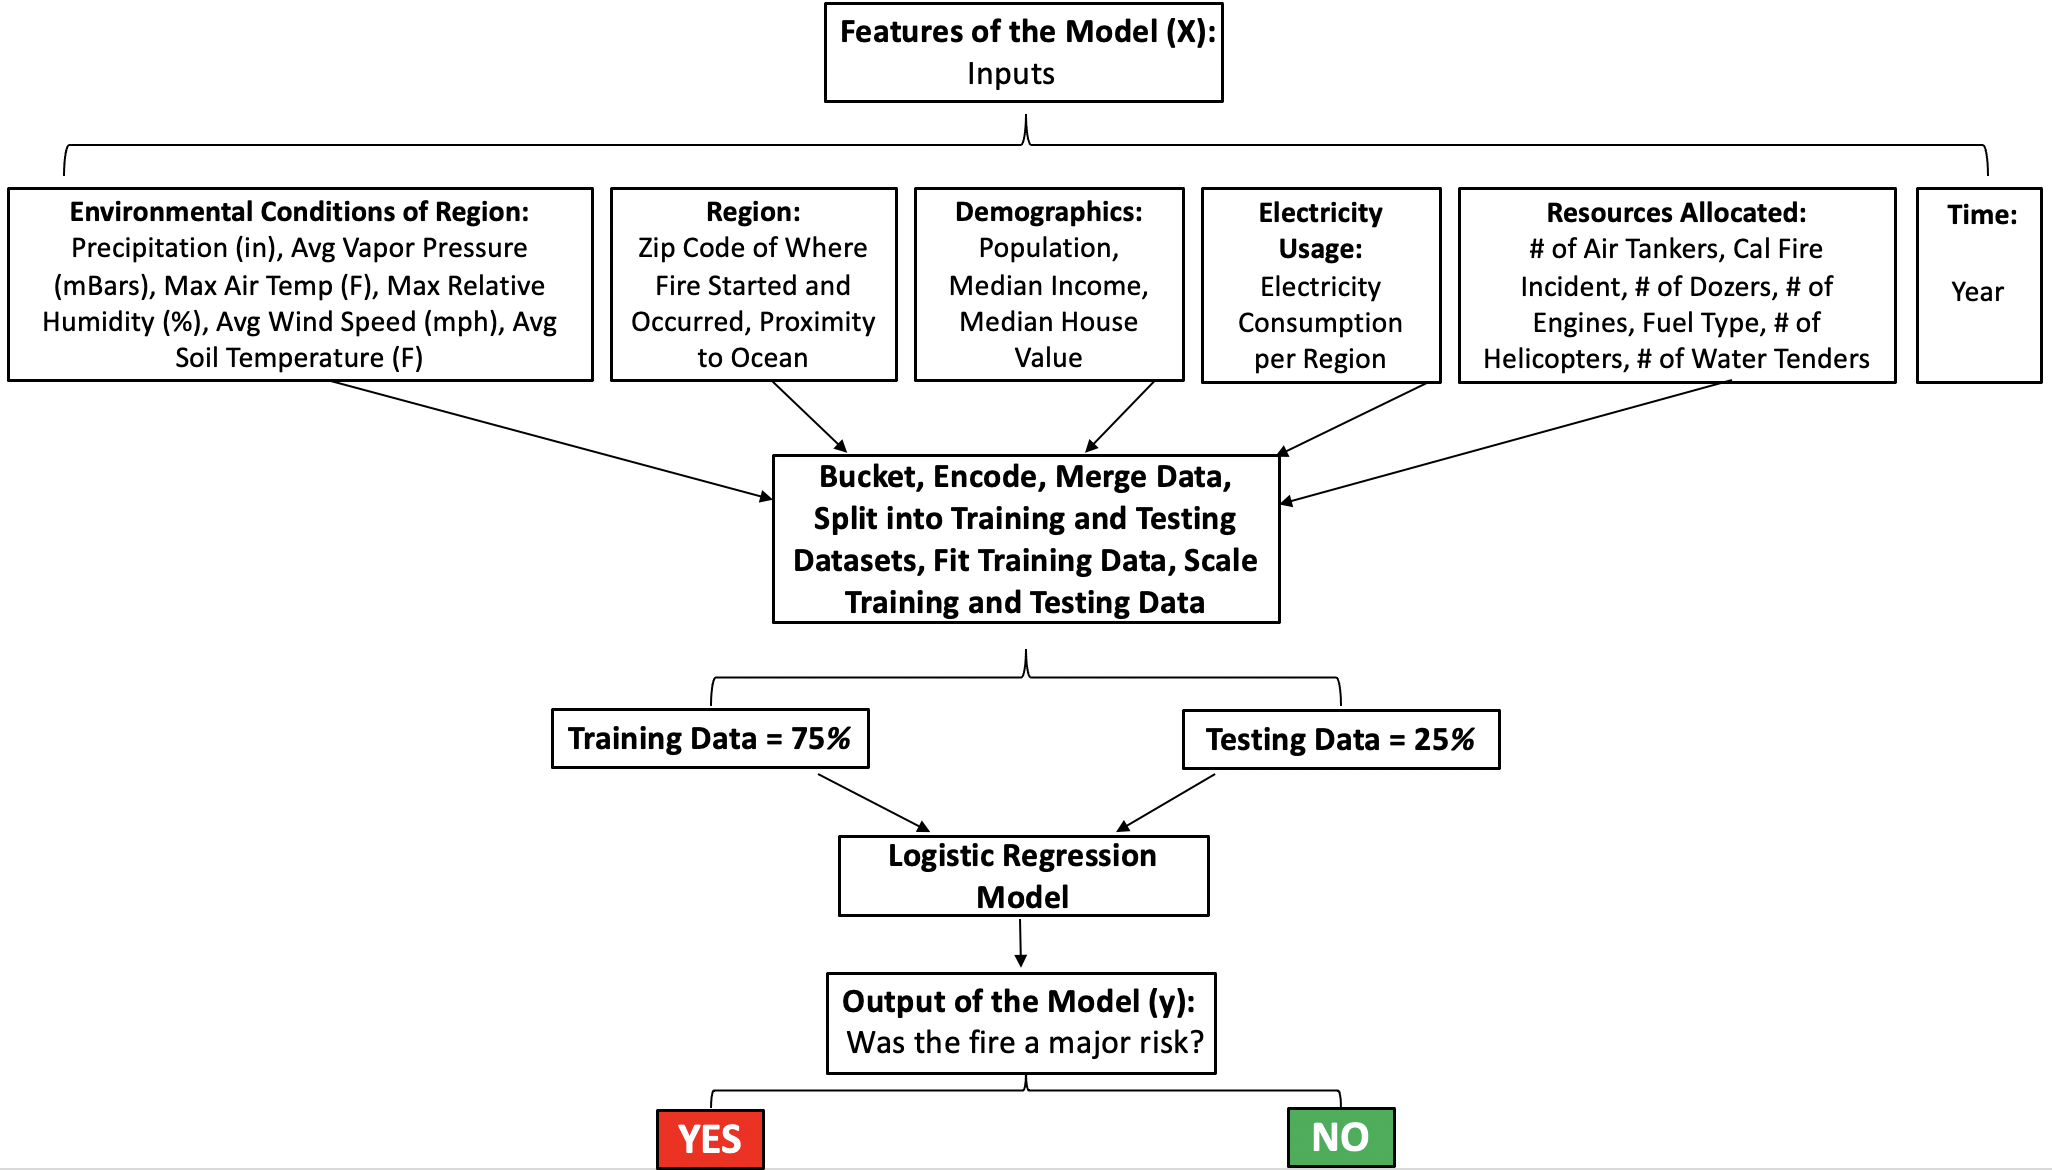 Features of the Model (X):
Inputs
Environmental Conditions of Region:
Precipitation (in), Avg Vapor Pressure
(mBars), Max Air Temp (F), Max Relative
Humidity (%), Avg Wind Speed (mph), Avg
Soil Temperature (F)
Region:
Zip Code of Where
Fire Started and
Occurred, Proximity
to Ocean
Demographics:
Population,
Median Income,
Median House
Value
Electricity
Usage:
Electricity
Consumption
per Region
Resources Allocated:
# of Air Tankers, Cal Fire
Incident, # of Dozers, # of
Engines, Fuel Type, # of
Helicopters, # of Water Tenders
Time:
Year
Bucket, Encode, Merge Data,
Split into Training and Testing
Datasets, Fit Training Data, Scale
Training and Testing Data
Training Data = 75%
Testing Data = 25%
Logistic Regression
Model
Output of the Model (y):
Was the fire a major risk?
YES
NO